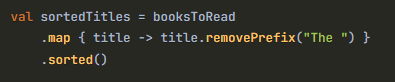 val sortedTitles = booksToRead
    .map { title -> title.removePrefix("The ") }
    .sorted()